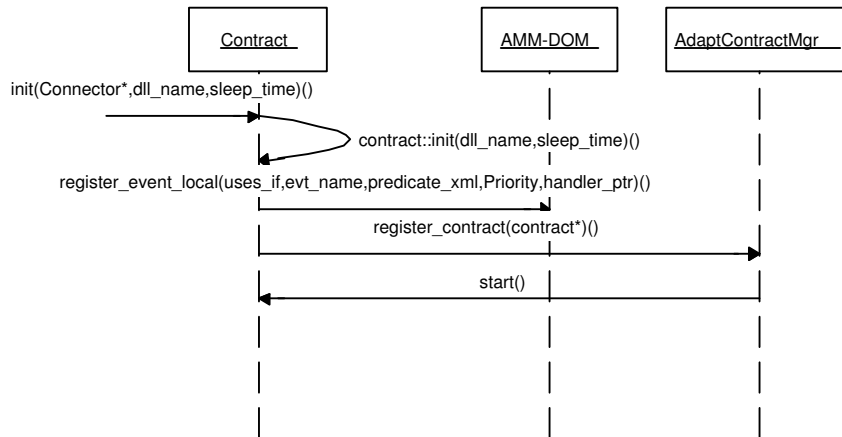 Contract
AMM-DOM
AdaptContractMgr
init(Connector*,dll_name,sleep_time)()
contract::init(dll_name,sleep_time)()
register_event_local(uses_if,evt_name,predicate_xml,Priority,handler_ptr)()
register_contract(contract*)()
start()